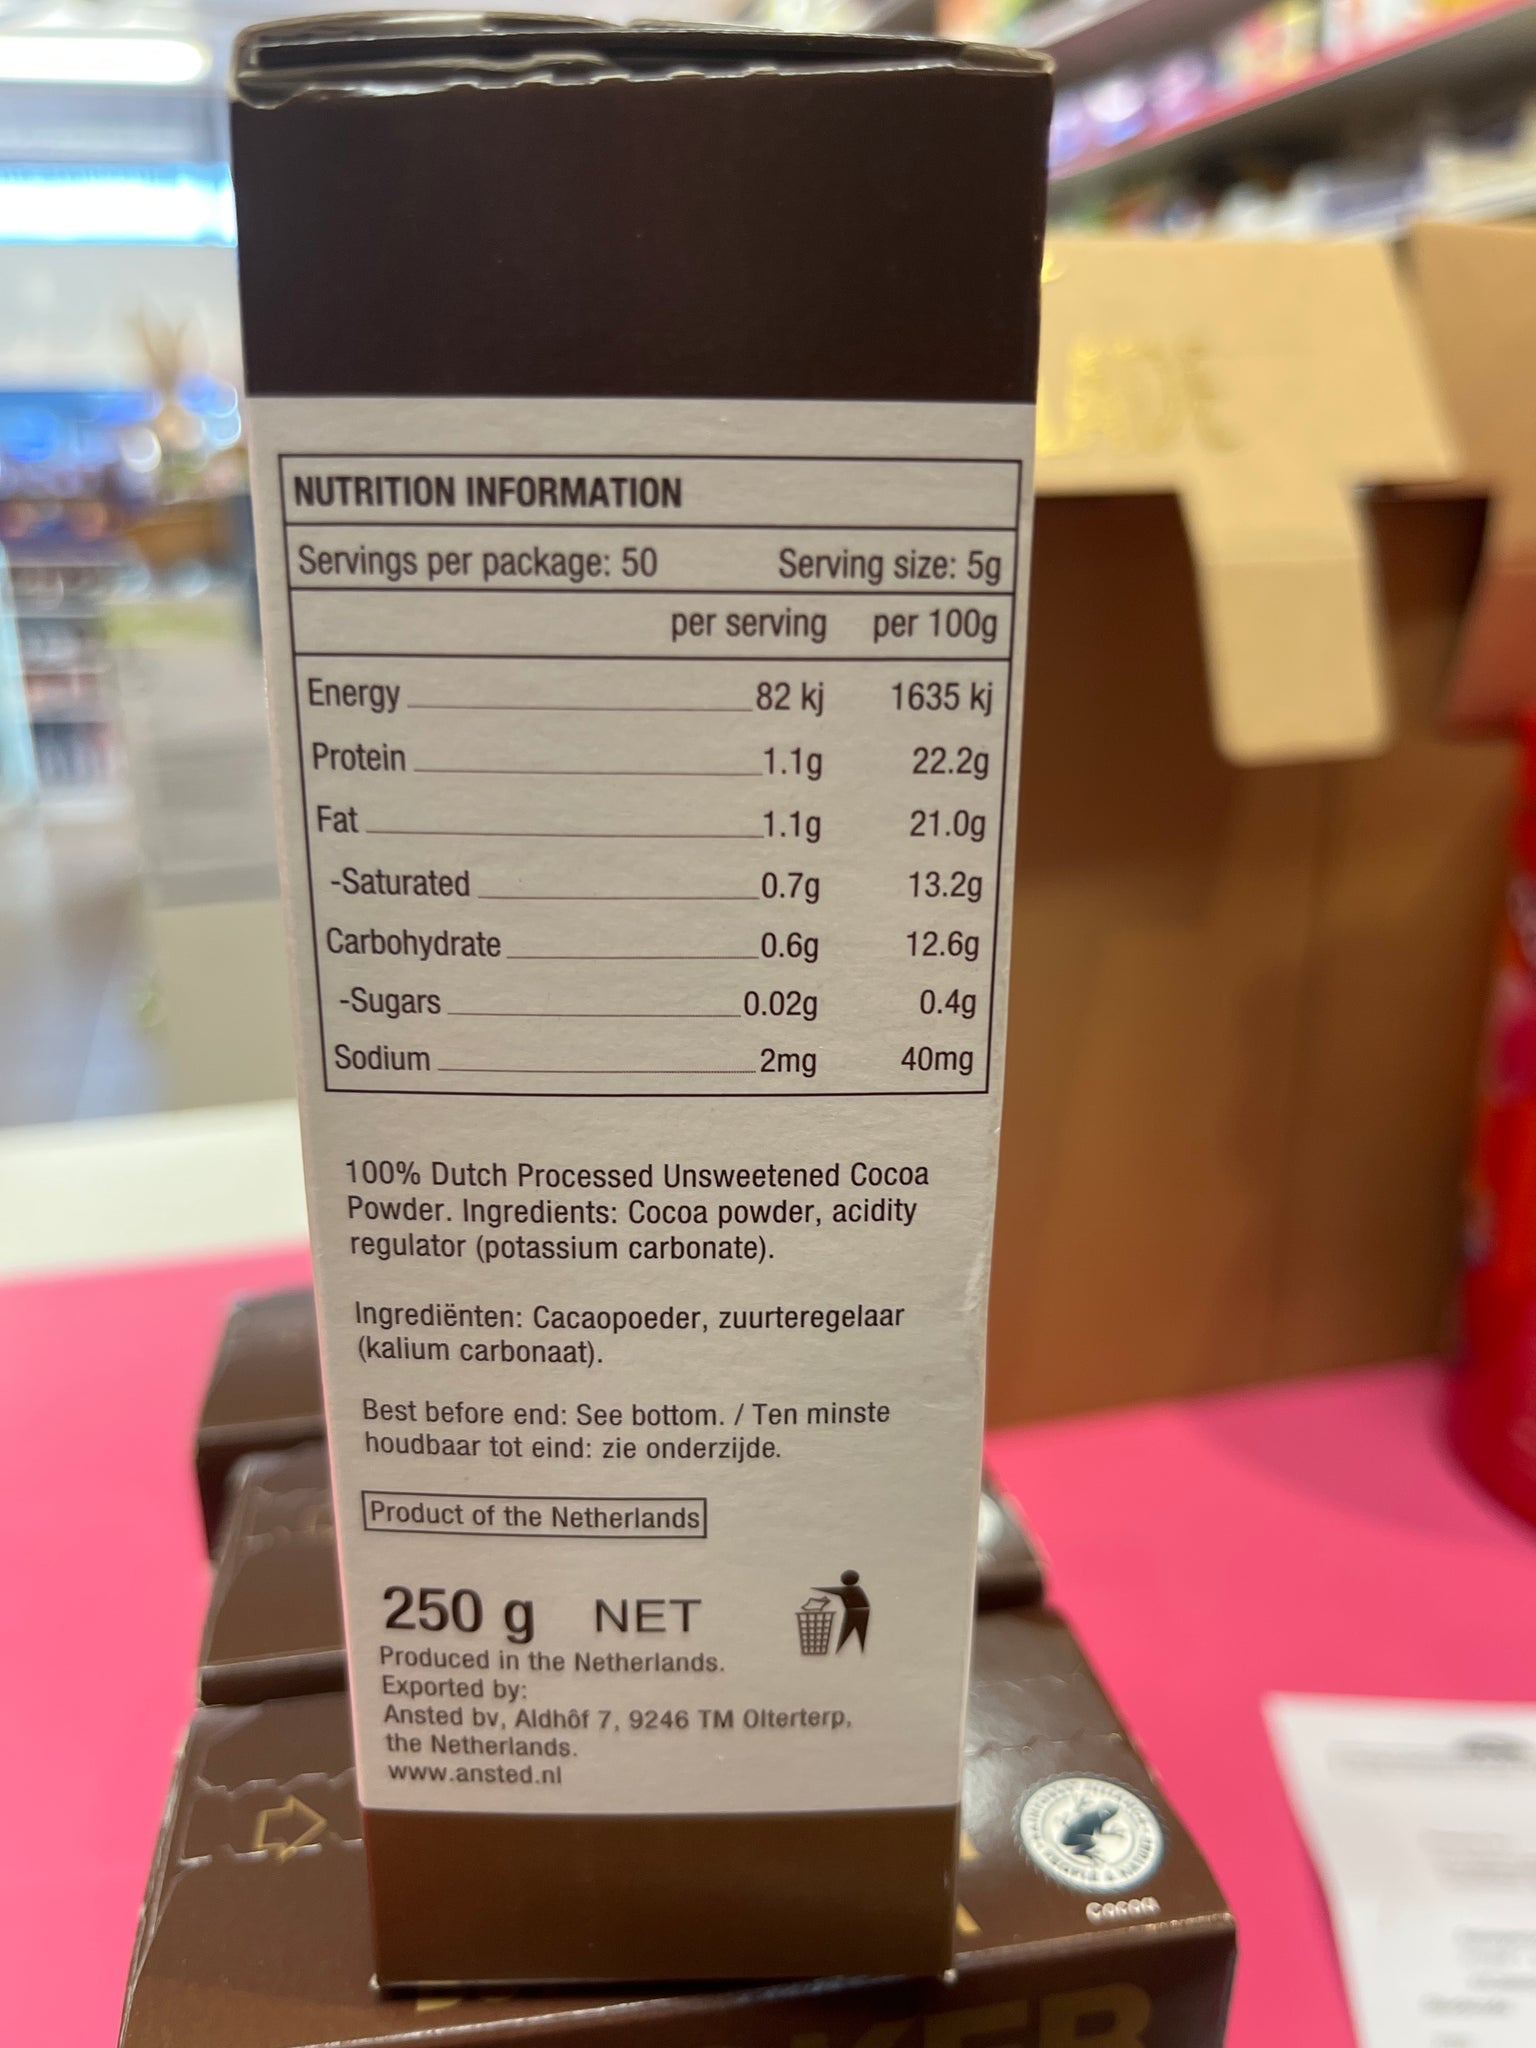 NUTRITION INFORMATION
Servings per package: 50 Serving size: 5g
per serving per 100g
Energy 82 kj 1635 kj
Protein 1.1g 22.2g
Fat 1.1g 21.0g
-Saturated 0.7g 13.2g
Carbohydrate 0.6g 12.6g
-Sugars 0.02g 0.4g
Sodium 2mg 40mg
100% Dutch Processed Unsweetened Cocoa
Powder. Ingredients: Cocoa powder, acidity
regulator (potassium carbonate).
Ingrediënten: Cacaopoeder, zuurteregelaar
(kalium carbonaat).
Best before end: See bottom. / Ten minste
houdbaar tot eind: zie onderzijde.
Product of the Netherlands
250 g NET
Produced in the Netherlands.
Exported by:
Ansted bv, Aldhôf 7, 9246 TM Olterterp,
the Netherlands.
www.ansted.nl
COCOA